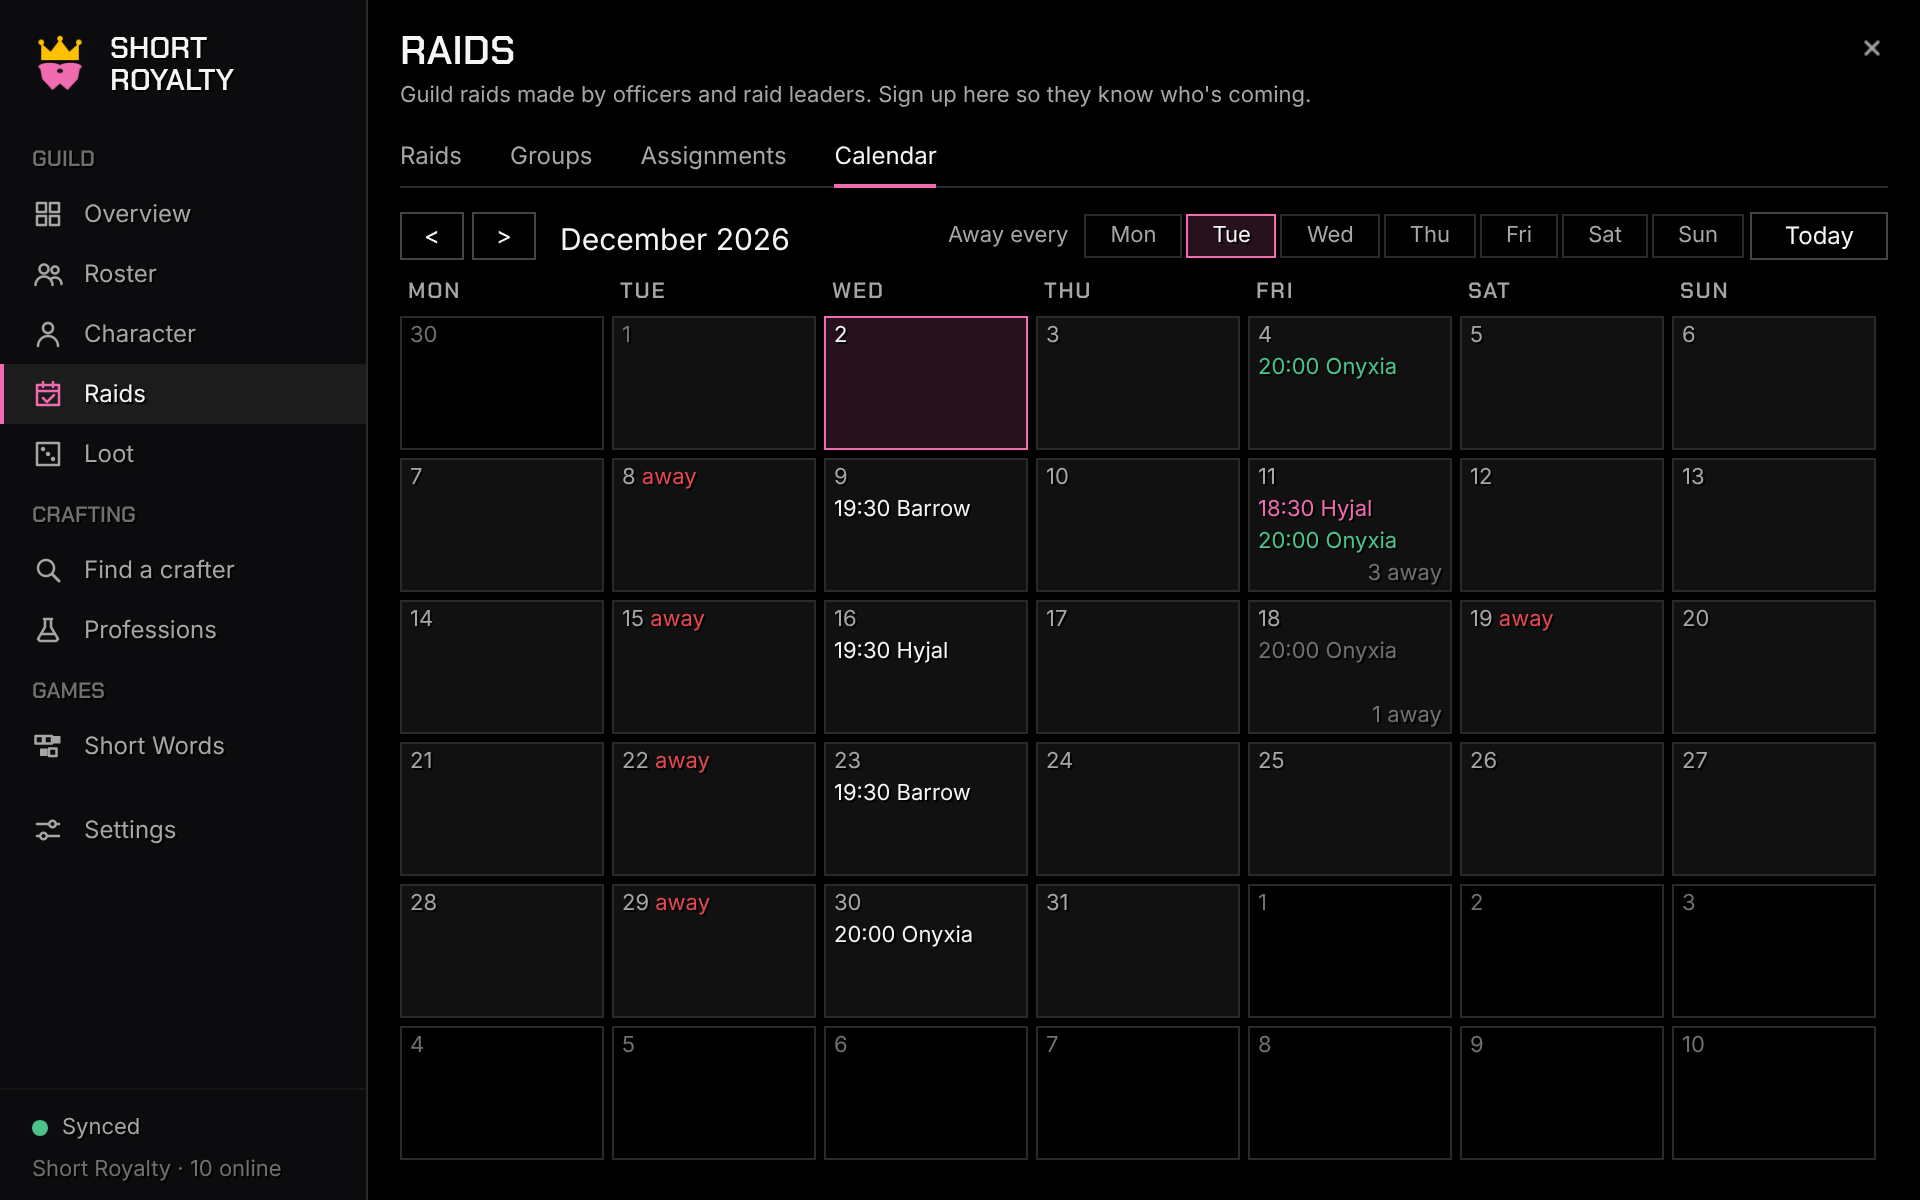 SHORT
ROYALTY
GUILD
Overview
Roster
Character
Raids
Loot
CRAFTING
Find a crafter
Professions
GAMES
Short Words
Settings
Synced
Short Royalty · 10 online
RAIDS
Guild raids made by officers and raid leaders. Sign up here so they know who's coming.
Raids Groups Assignments Calendar
< > December 2026 Away every Mon Tue Wed Thu Fri Sat Sun Today
MON TUE WED THU FRI SAT SUN
30 1 2 3 4 5 6
20:00 Onyxia
7 8 away 9 10 11 12 13
19:30 Barrow 18:30 Hyjal
20:00 Onyxia
3 away
14 15 away 16 17 18 19 away 20
19:30 Hyjal 20:00 Onyxia
1 away
21 22 away 23 24 25 26 27
19:30 Barrow
28 29 away 30 31 1 2 3
20:00 Onyxia
4 5 6 7 8 9 10